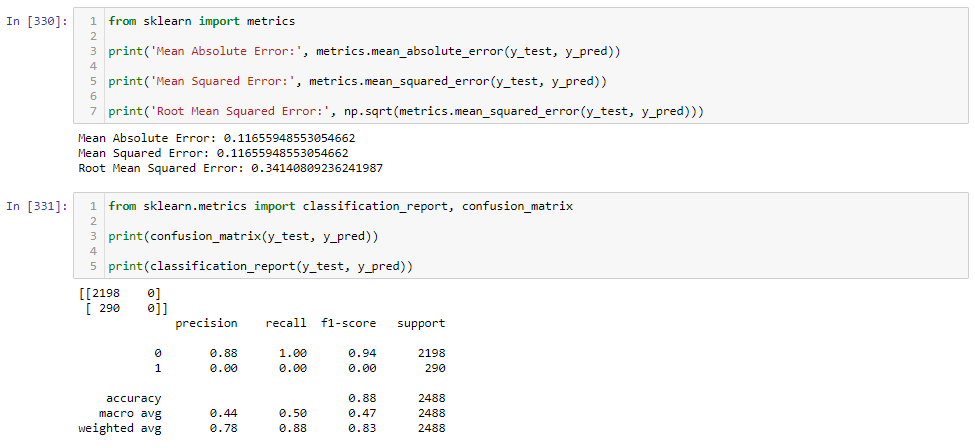 In [330]:
1 from sklearn import metrics
2
3 print('Mean Absolute Error:', metrics.mean_absolute_error(y_test, y_pred))
4
5 print('Mean Squared Error:', metrics.mean_squared_error(y_test, y_pred))
6
7 print('Root Mean Squared Error:', np.sqrt(metrics.mean_squared_error(y_test, y_pred)))
Mean Absolute Error: 0.11655948553054662
Mean Squared Error: 0.11655948553054662
Root Mean Squared Error: 0.34140809236241987
In [331]:
1 from sklearn.metrics import classification_report, confusion_matrix
2
3 print(confusion_matrix(y_test, y_pred))
4
5 print(classification_report(y_test, y_pred))
[[2198    0]
 [ 290    0]]
              precision    recall  f1-score   support

           0       0.88      1.00      0.94      2198
           1       0.00      0.00      0.00       290

    accuracy                           0.88      2488
   macro avg       0.44      0.50      0.47      2488
weighted avg       0.78      0.88      0.83      2488